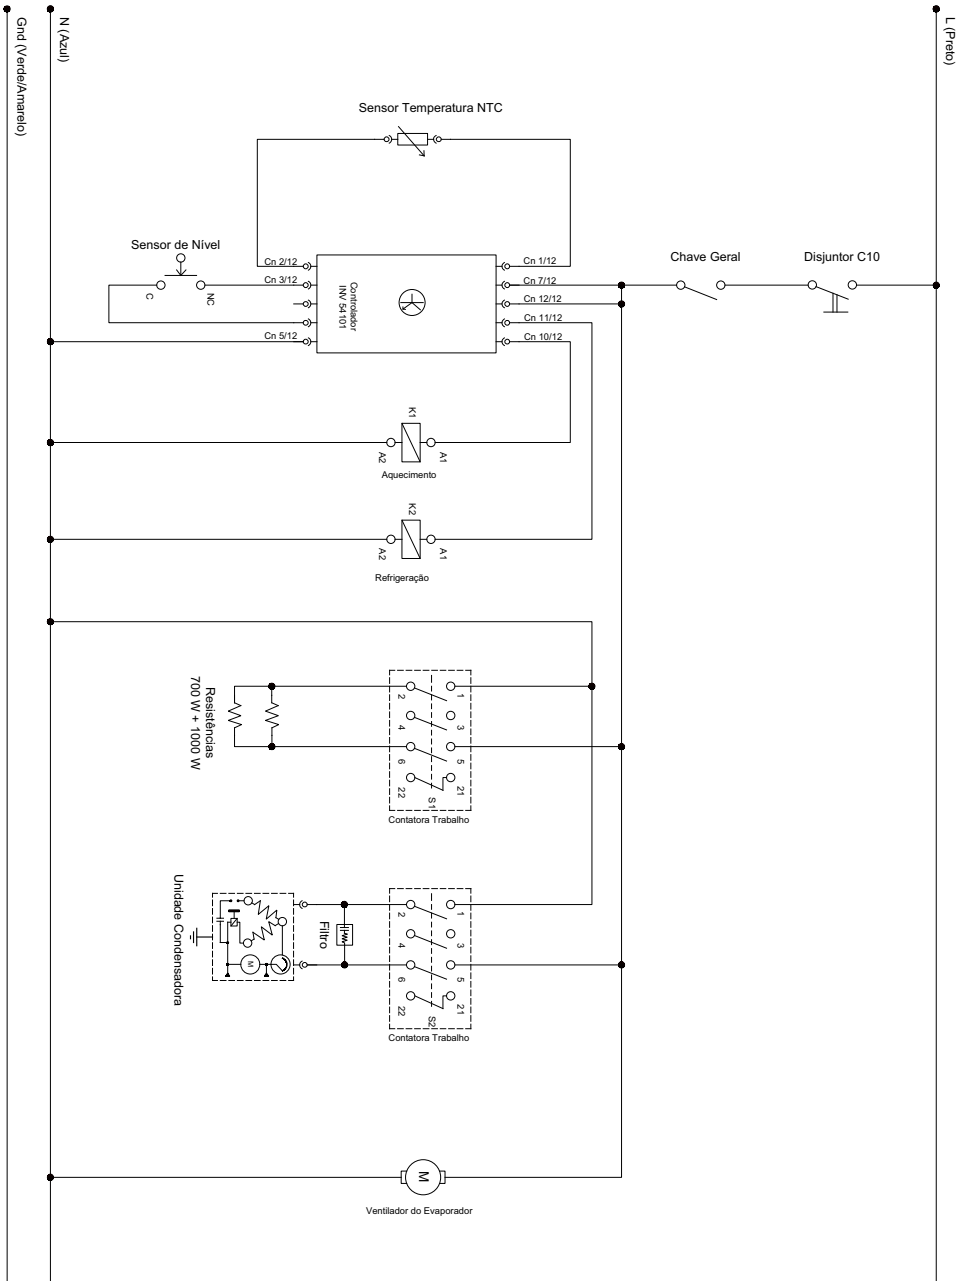 L (Preto)
N (Azul)
Gnd (Verde/Amarelo)
Sensor Temperatura NTC
Sensor de Nível
C
NC
Cn 2/12
Cn 3/12
Cn 5/12
Controlador
INV 54101
Cn 1/12
Cn 7/12
Cn 12/12
Cn 11/12
Cn 10/12
Chave Geral
Disjuntor C10
K1
A2
A1
Aquecimento
K2
A2
A1
Refrigeração
Resistências
700 W + 1000 W
2
1
4
3
6
5
22
21
S1
Contatora Trabalho
Unidade Condensadora
M
Filtro
2
1
4
3
6
5
22
21
S2
Contatora Trabalho
M
Ventilador do Evaporador